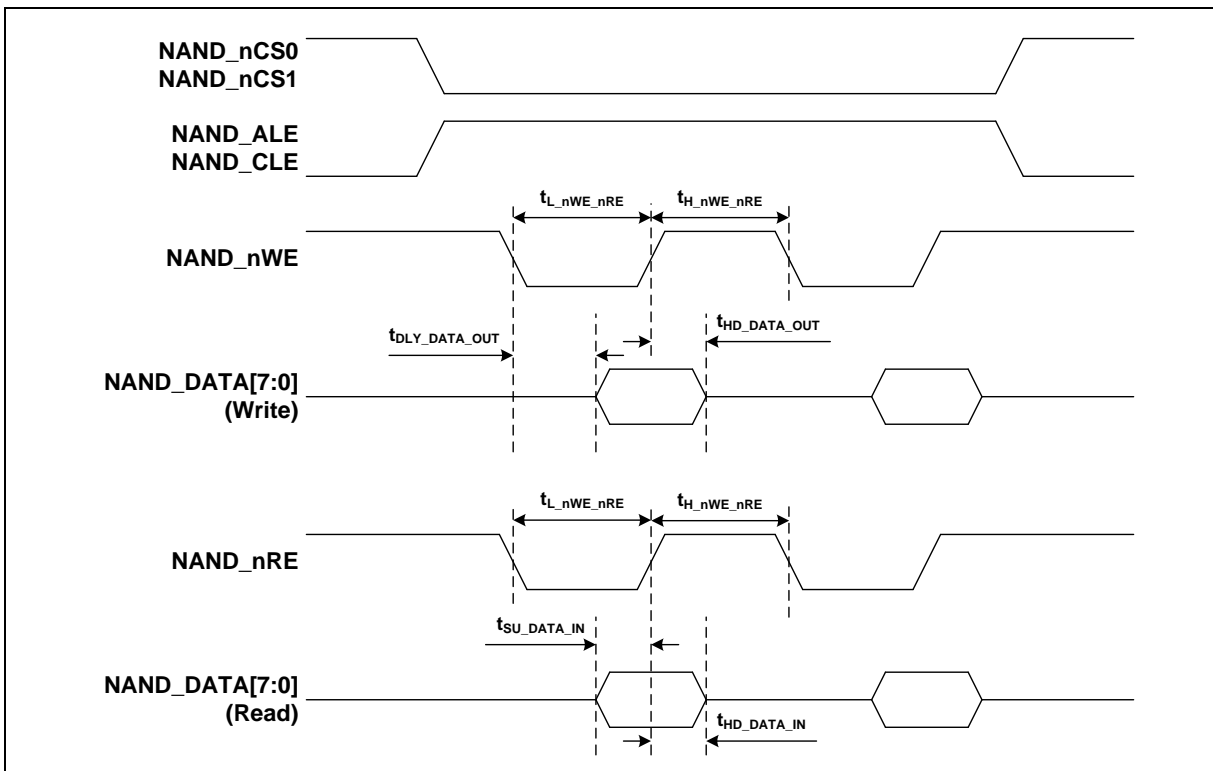 NAND_nCS0
NAND_nCS1
NAND_ALE
NAND_CLE
tL_nWE_nRE
tH_nWE_nRE
NAND_nWE
tDLY_DATA_OUT
tHD_DATA_OUT
NAND_DATA[7:0]
(Write)
tL_nWE_nRE
tH_nWE_nRE
NAND_nRE
tSU_DATA_IN
NAND_DATA[7:0]
(Read)
tHD_DATA_IN